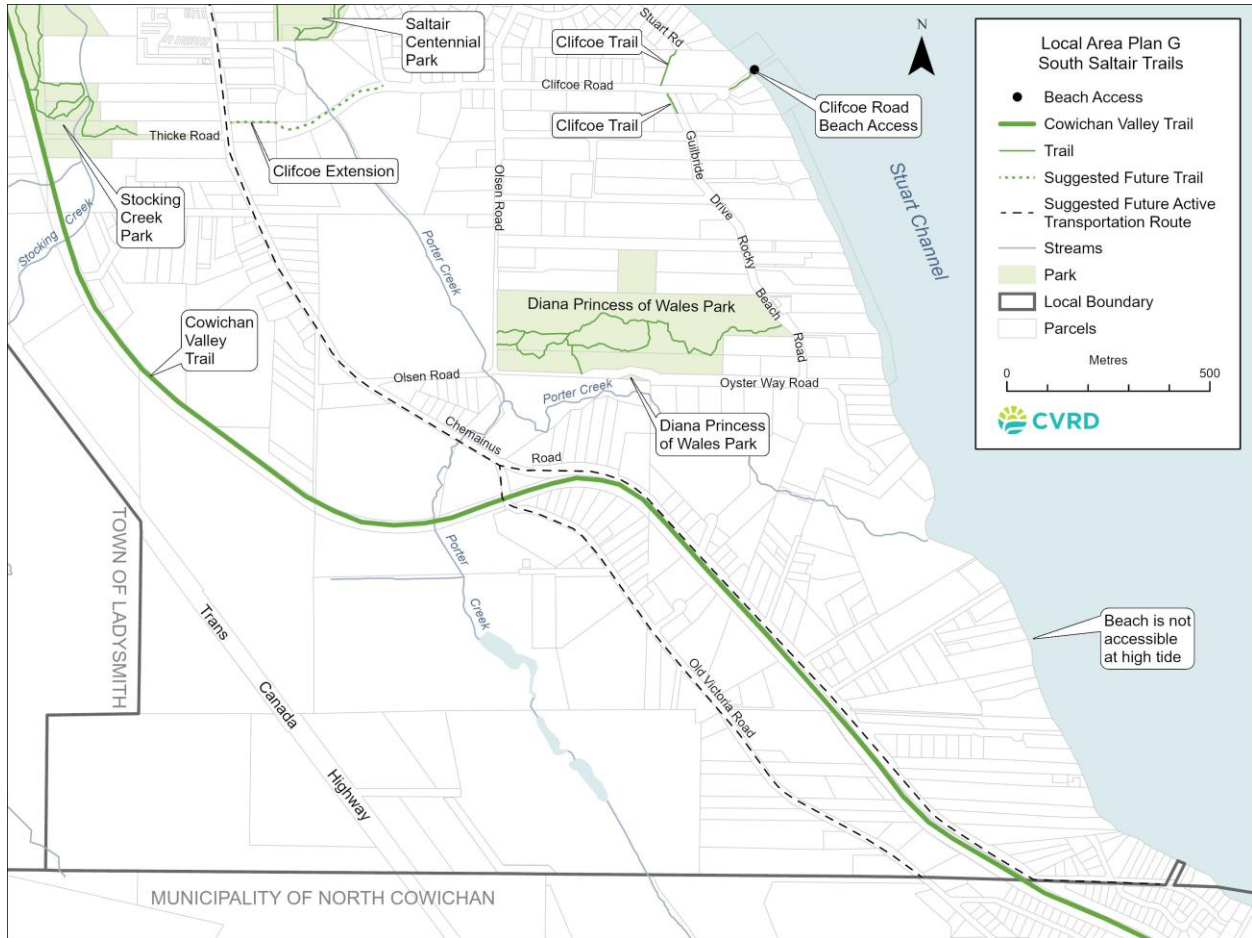 Saltair
Centennial
Park
Clifcoe Trail
Stuart Rd
N
Local Area Plan G
South Saltair Trails
Beach Access
Cowichan Valley Trail
Trail
Suggested Future Trail
Suggested Future Active
Transportation Route
Streams
Park
Local Boundary
Parcels
Metres
0
500
CVRD
Clifcoe Road
Clifcoe Road
Beach Access
Clifcoe Trail
Thicke Road
Clifcoe Extension
Guilbride
Drive
Olsen Road
Stuart Channel
Stocking
Creek
Park
Stocking Creek
Porter Creek
Rocky
Beach
Road
Diana Princess of Wales Park
Cowichan
Valley
Trail
Olsen Road
Oyster Way Road
Porter Creek
Diana Princess
of Wales Park
Chemainus
Road
TOWN OF LADYSMITH
Porter
Creek
Trans
Canada
Highway
Old Victoria Road
Beach is not
accessible
at high tide
MUNICIPALITY OF NORTH COWICHAN